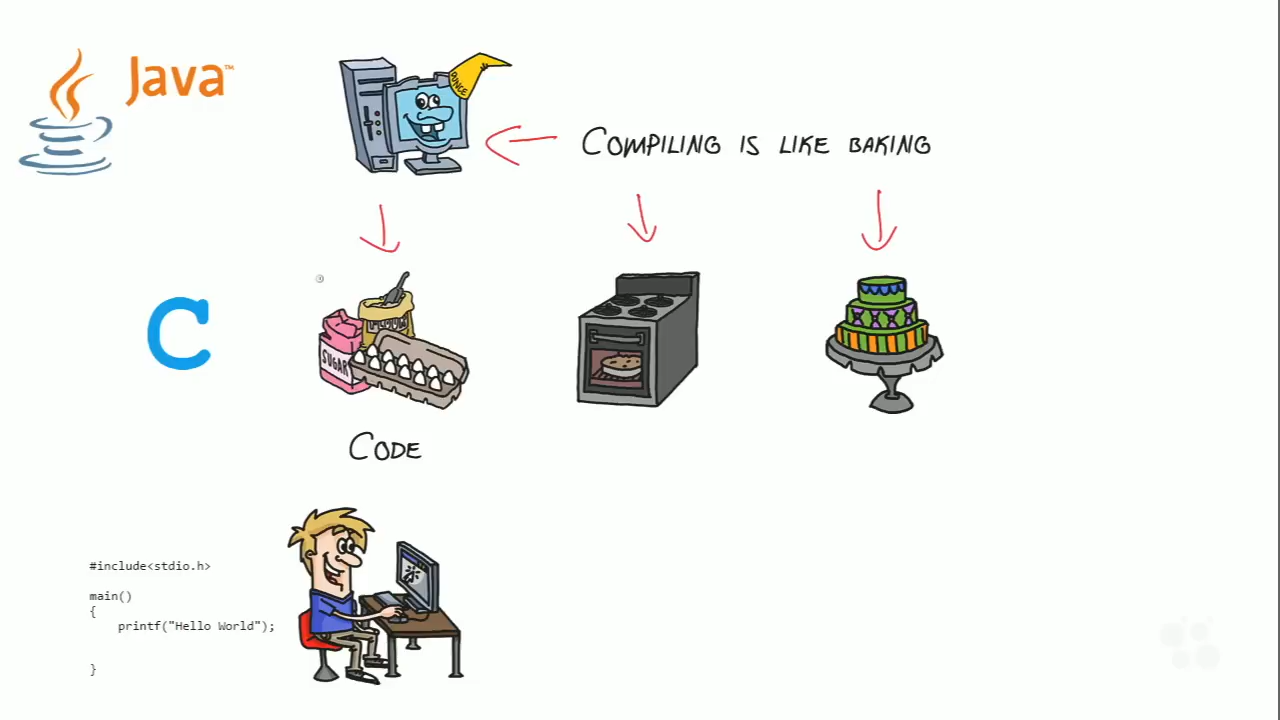 Java™
DUNCE
COMPILING IS LIKE BAKING
C
FLOUR
SUGAR
CODE
#include<stdio.h>
main()
{
printf("Hello World");
}